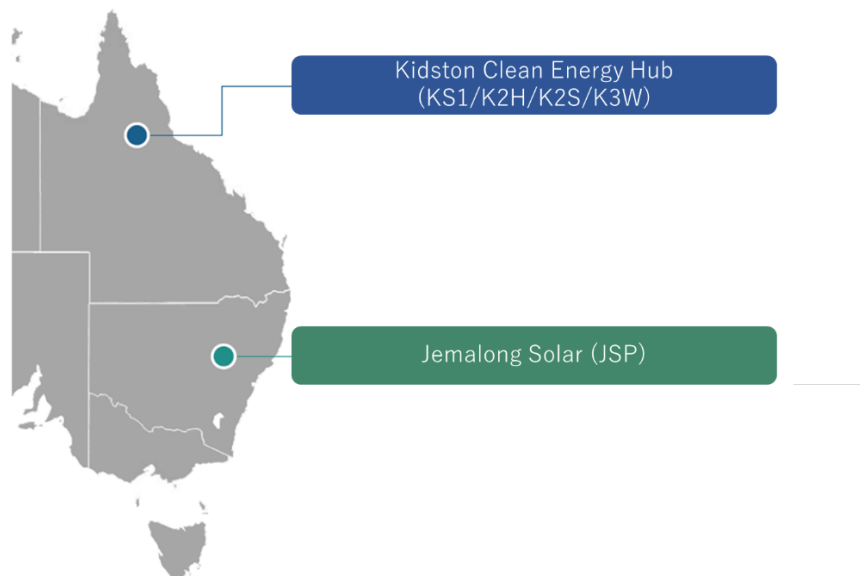 Kidston Clean Energy Hub
(KS1/K2H/K2S/K3W)
Jemalong Solar (JSP)